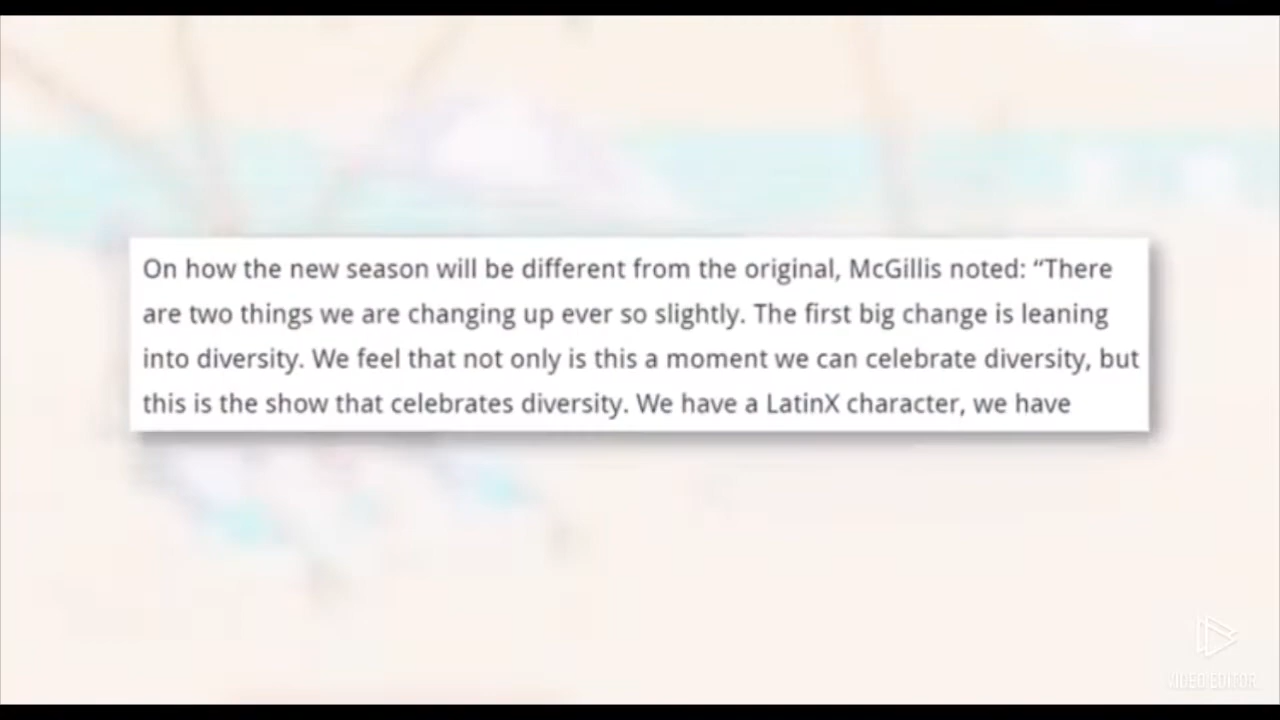 On how the new season will be different from the original, McGillis noted: “There
are two things we are changing up ever so slightly. The first big change is leaning
into diversity. We feel that not only is this a moment we can celebrate diversity, but
this is the show that celebrates diversity. We have a LatinX character, we have
VIDEO EDITOR